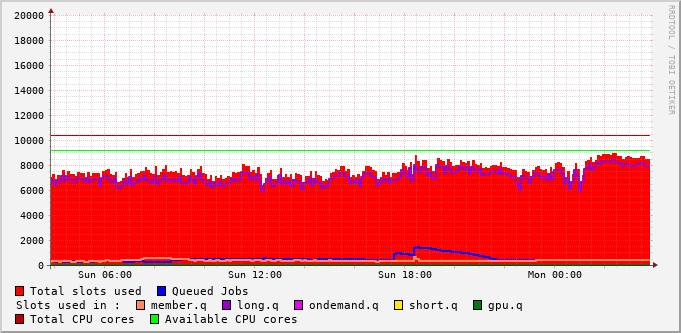 20000
18000
16000
14000
12000
10000
8000
6000
4000
2000
0
Sun 06:00 Sun 12:00 Sun 18:00 Mon 00:00
Total slots used Queued Jobs
Slots used in : member.q long.q ondemand.q short.q gpu.q
Total CPU cores Available CPU cores
RRDTOOL / TOBI OETIKER